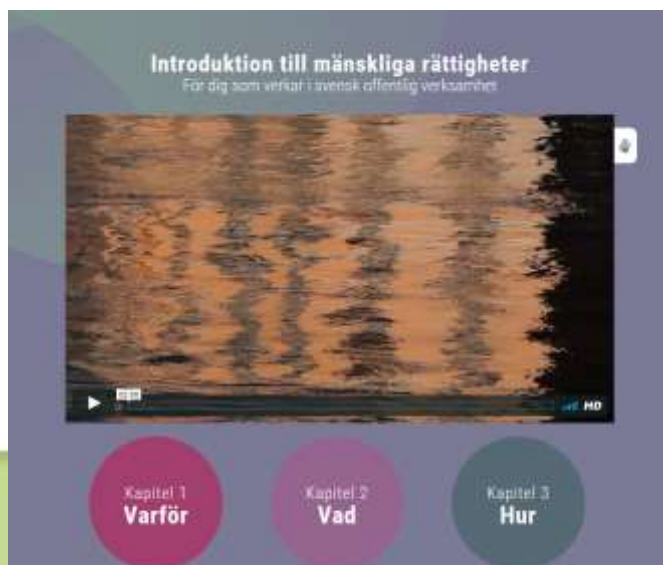 Introduktion till mänskliga rättigheter
För dig som verkar i svensk offentlig verksamhet
HD
Kapitel 1
Varför
Kapitel 2
Vad
Kapitel 3
Hur